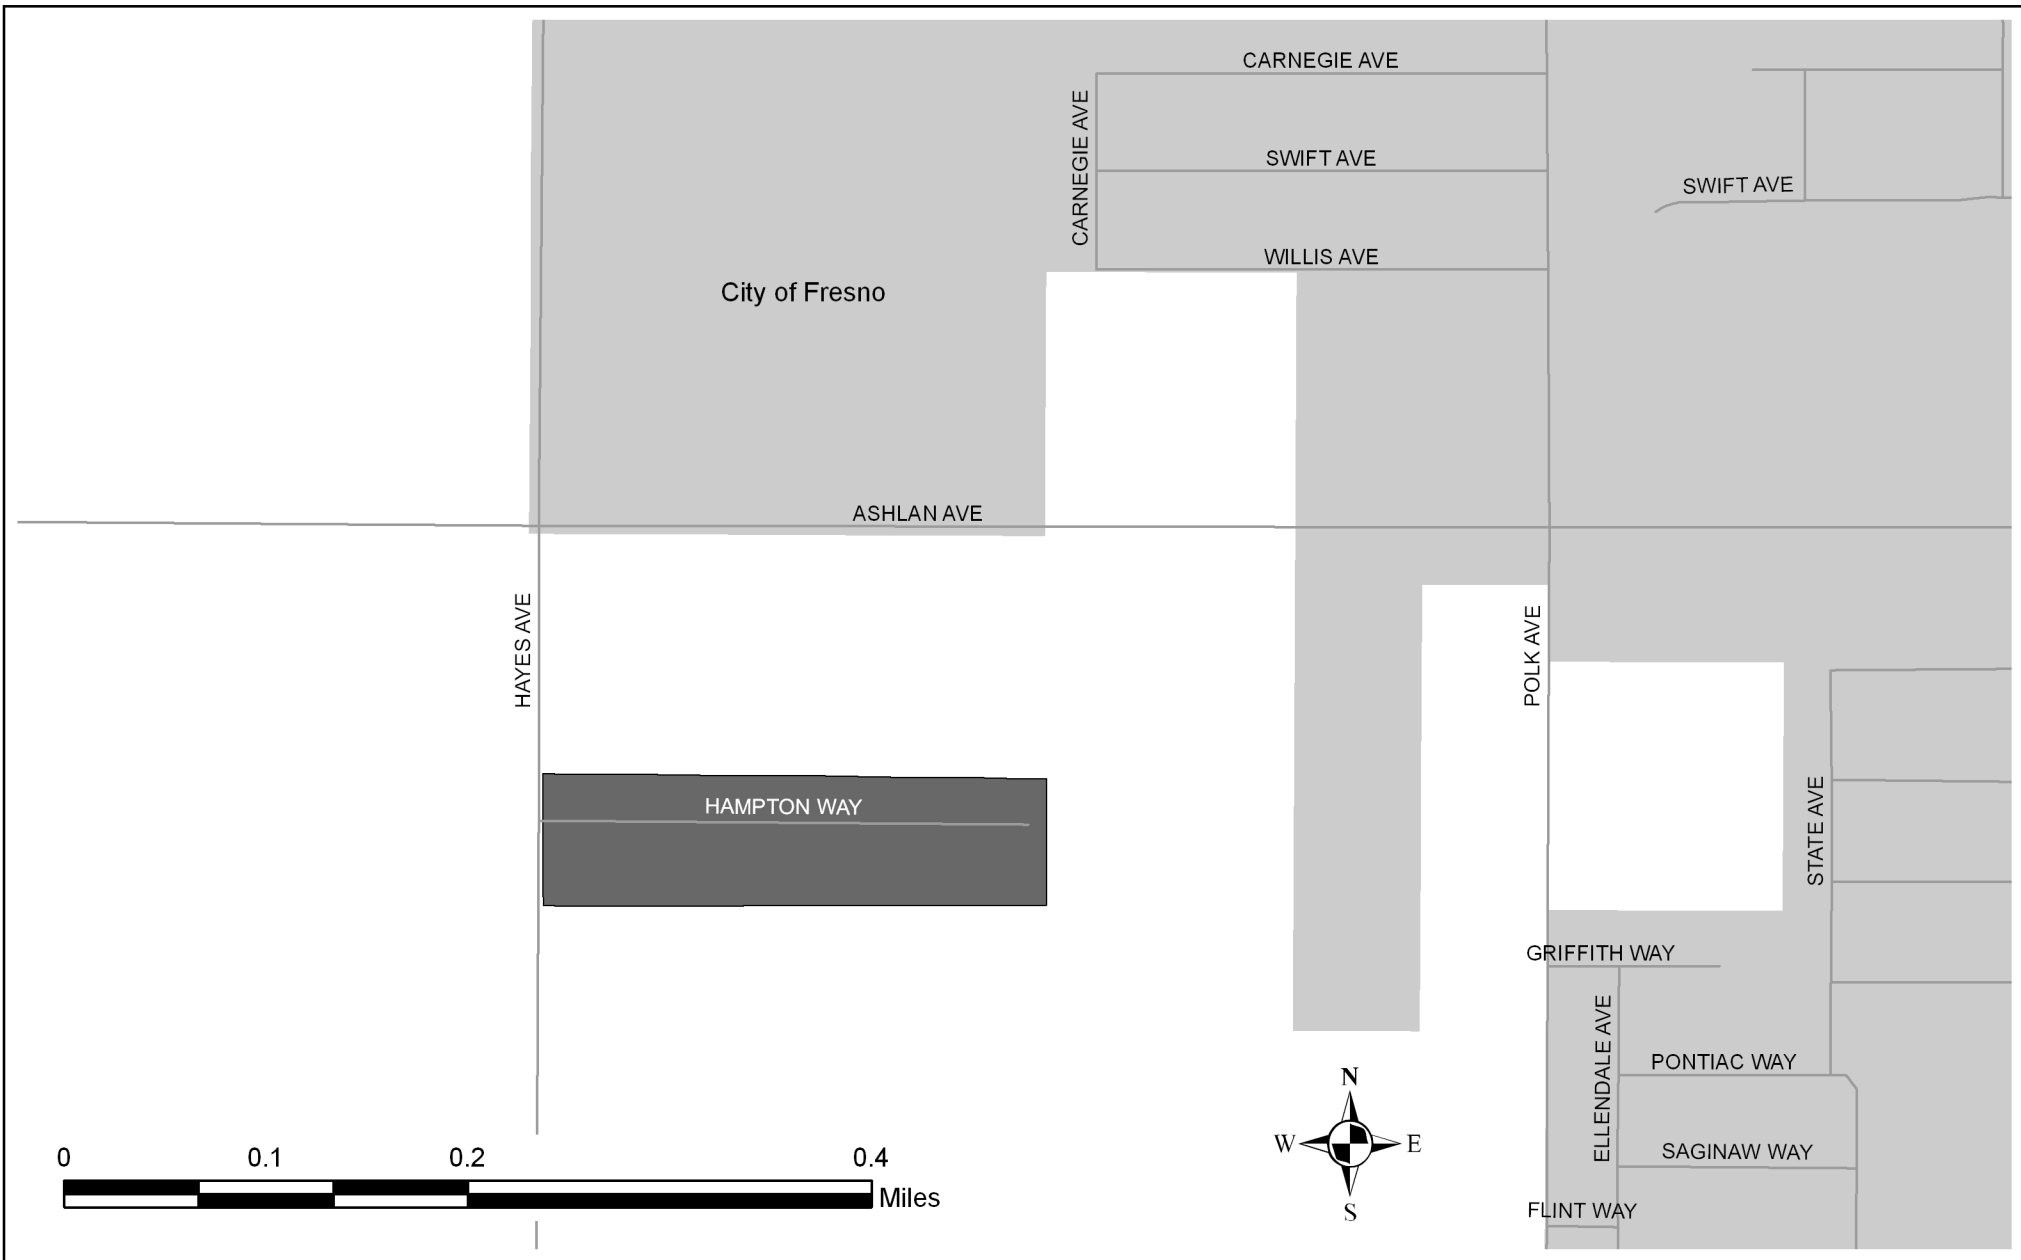 CARNEGIE AVE
CARNEGIE AVE
SWIFT AVE
SWIFT AVE
WILLIS AVE
City of Fresno
ASHLAN AVE
HAYES AVE
POLK AVE
HAMPTON WAY
STATE AVE
GRIFFITH WAY
ELLENDALE AVE
PONTIAC WAY
SAGINAW WAY
FLINT WAY
N
W E
S
0 0.1 0.2 0.4
Miles